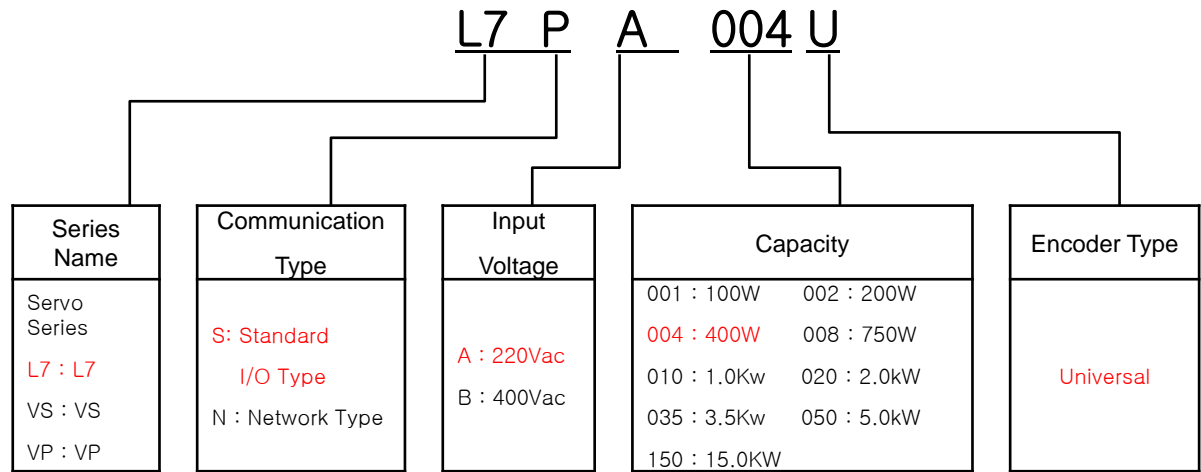 L7 P A 004 U
Series
Name
Servo
Series
L7 : L7
VS : VS
VP : VP
Communication
Type
S: Standard
I/O Type
N : Network Type
Input
Voltage
A : 220Vac
B : 400Vac
Capacity
001 : 100W 002 : 200W
004 : 400W 008 : 750W
010 : 1.0Kw 020 : 2.0kW
035 : 3.5Kw 050 : 5.0kW
150 : 15.0KW
Encoder Type
Universal